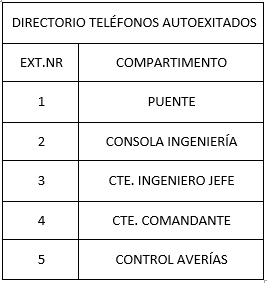 DIRECTORIO TELÉFONOS AUTOEXITADOS
EXT.NR COMPARTIMENTO
1 PUENTE
2 CONSOLA INGENIERÍA
3 CTE. INGENIERO JEFE
4 CTE. COMANDANTE
5 CONTROL AVERÍAS